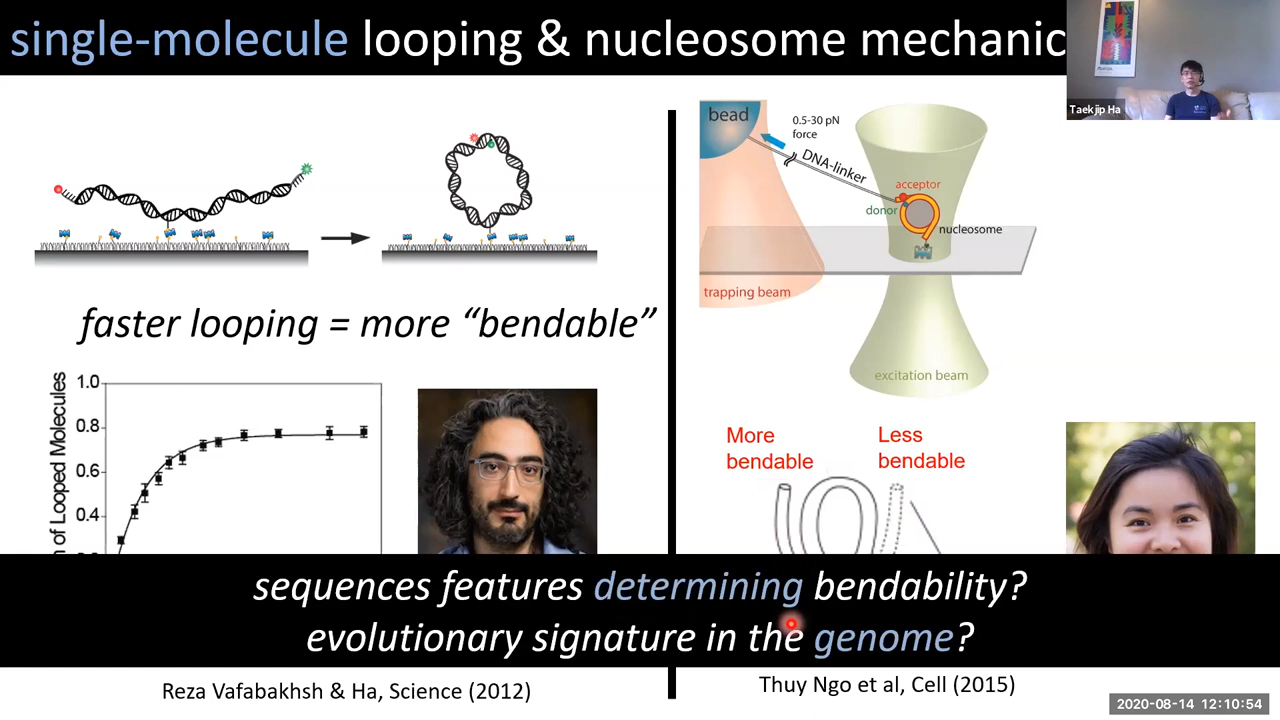 single-molecule looping & nucleosome mechanic
Taekjip Ha
bead
0.5-30 pN
force
DNA-linker
acceptor
donor
nucleosome
trapping beam
excitation beam
faster looping = more “bendable”
of Looped Molecules
1.0
0.8
0.6
0.4
More
bendable
Less
bendable
sequences features determining bendability?
evolutionary signature in the genome?
Reza Vafabakhsh & Ha, Science (2012)
Thuy Ngo et al, Cell (2015)
2020-08-14 12:10:54